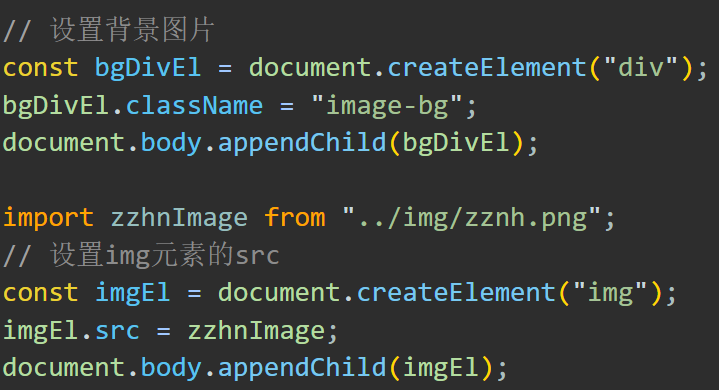 // 设置背景图片
const bgDivEl = document.createElement("div");
bgDivEl.className = "image-bg";
document.body.appendChild(bgDivEl);
import zzhnImage from "../img/zznh.png";
// 设置img元素的src
const imgEl = document.createElement("img");
imgEl.src = zzhnImage;
document.body.appendChild(imgEl);